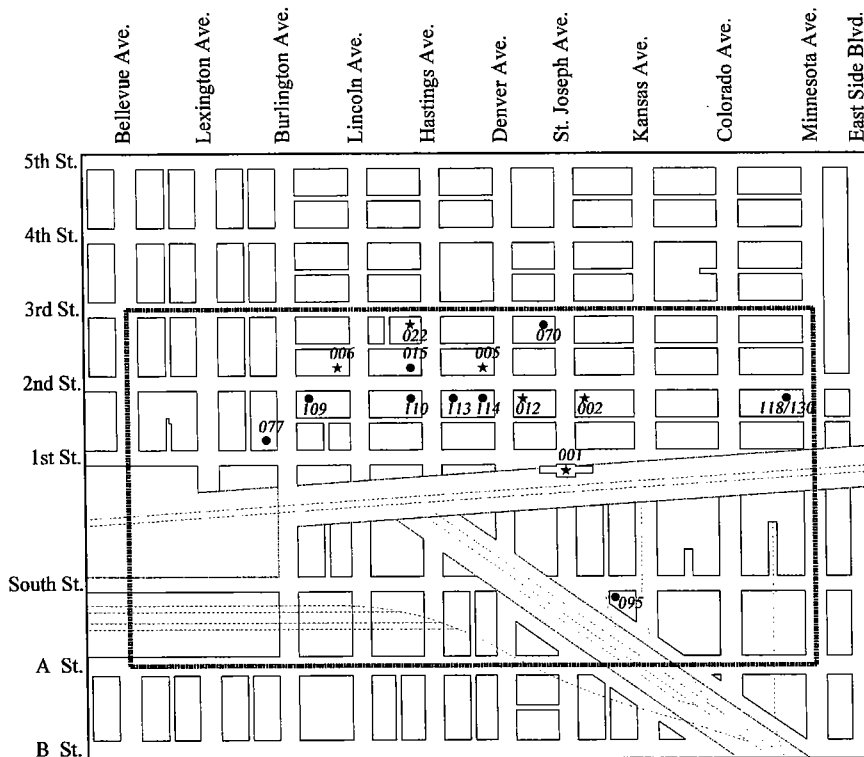 Bellevue Ave.
Lexington Ave.
Burlington Ave.
Lincoln Ave.
Hastings Ave.
Denver Ave.
St. Joseph Ave.
Kansas Ave.
Colorado Ave.
Minnesota Ave.
East Side Blvd.
5th St.
4th St.
3rd St.
022
070
006
015
005
2nd St.
109
110
113
114
012
002
118/130
077
1st St.
001
South St.
095
A St.
B St.